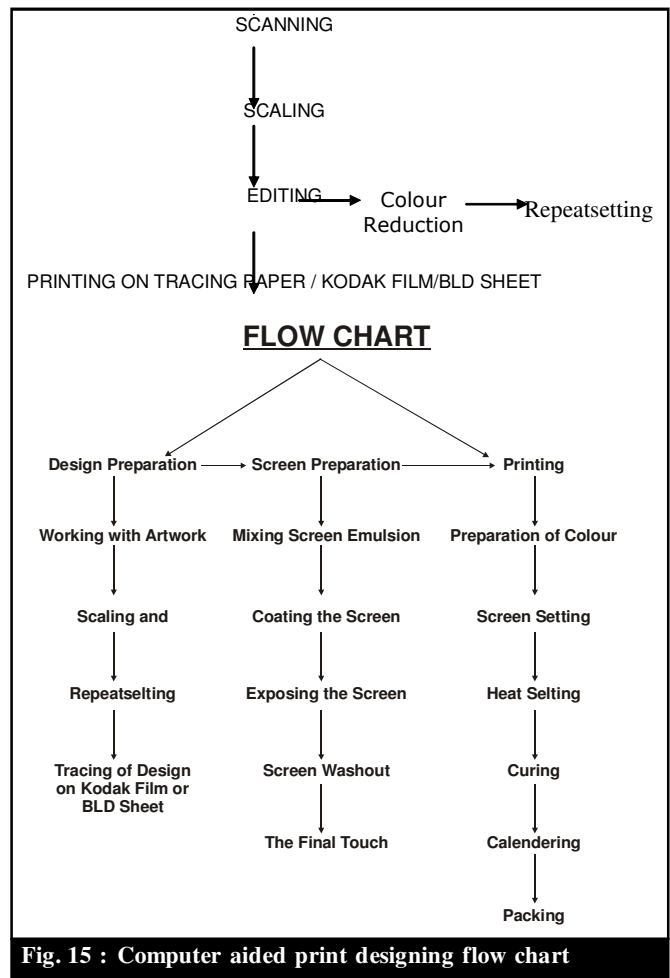 SCANNING
SCALING
EDITING Colour Reduction Repeatsetting
PRINTING ON TRACING PAPER / KODAK FILM/BLD SHEET
FLOW CHART
Design Preparation Screen Preparation Printing
Working with Artwork Mixing Screen Emulsion Preparation of Colour
Scaling and Coating the Screen Screen Setting
Repeatselting Exposing the Screen Heat Selting
Tracing of Design on Kodak Film or BLD Sheet Screen Washout Curing
The Final Touch Calendering
Packing
Fig. 15 : Computer aided print designing flow chart